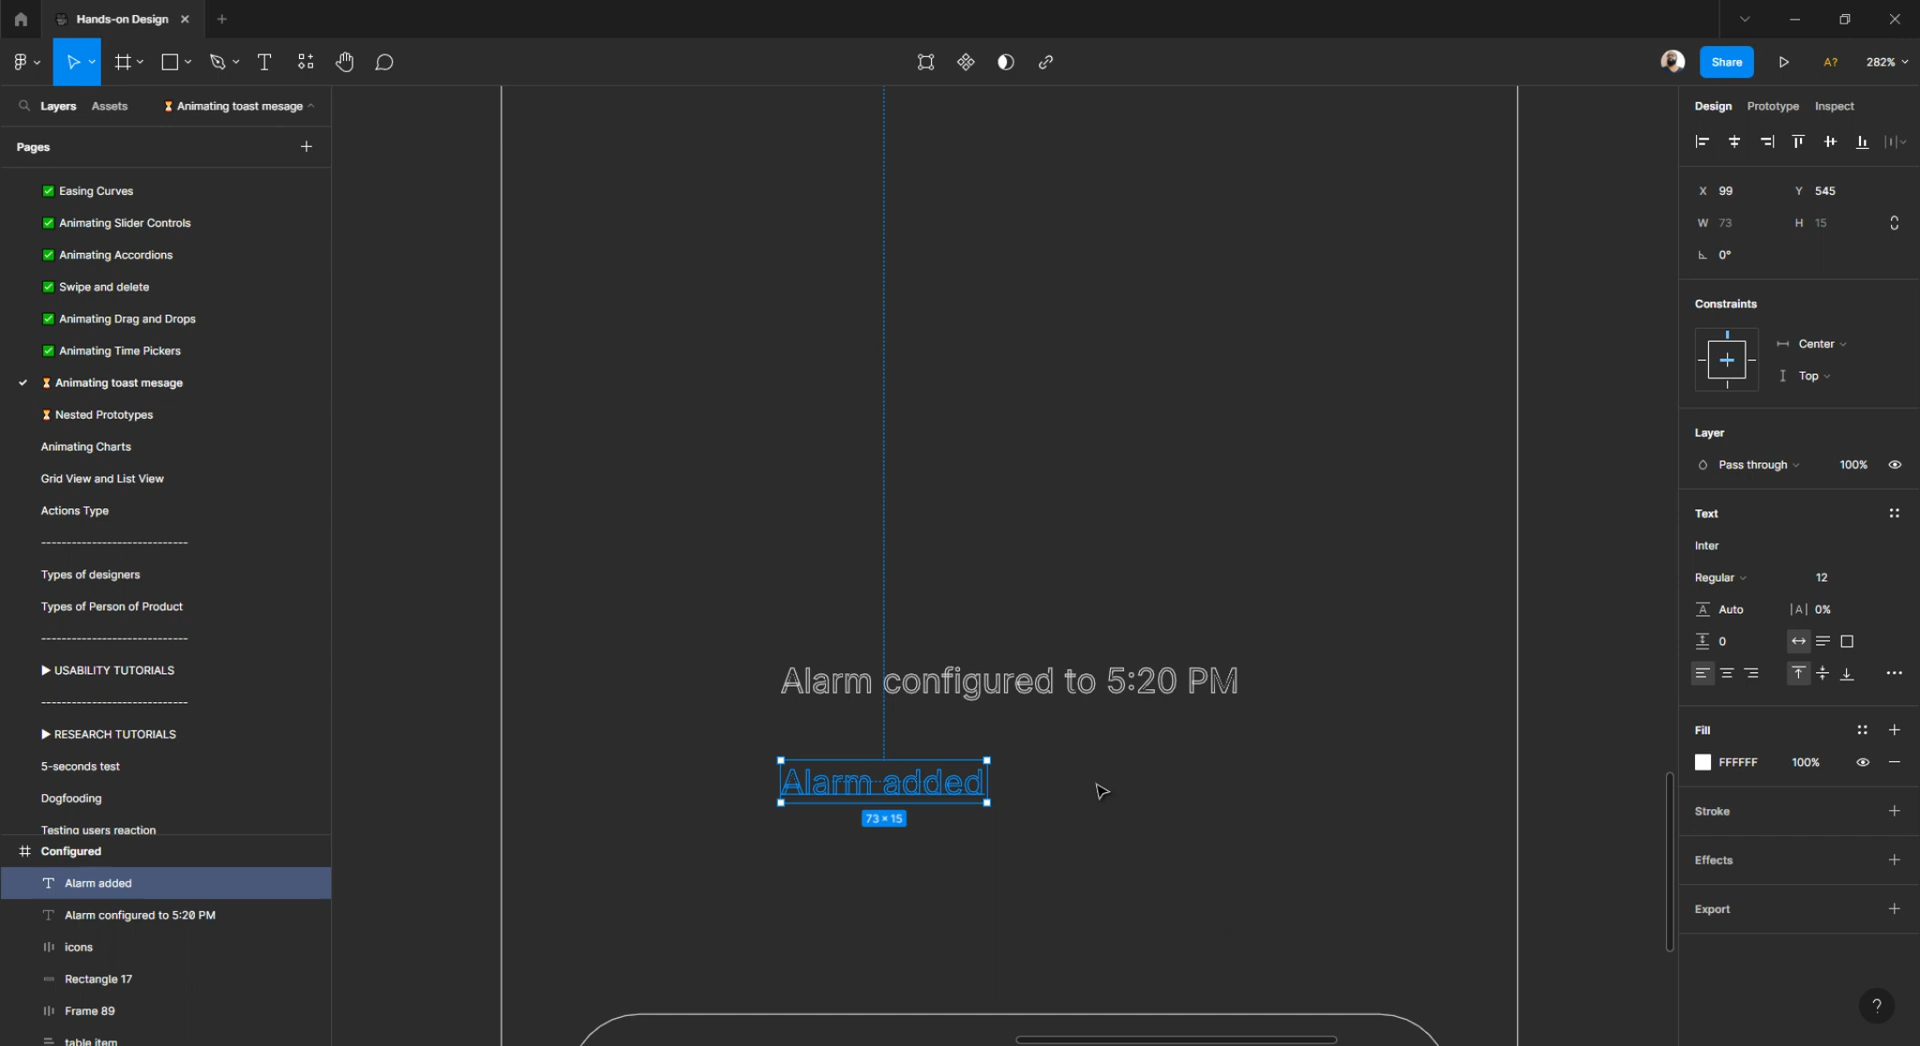 Hands-on Design
Share
A?
282%
Layers
Assets
Animating toast mesage
Pages
Easing Curves
Animating Slider Controls
Animating Accordions
Swipe and delete
Animating Drag and Drops
Animating Time Pickers
Animating toast mesage
Nested Prototypes
Animating Charts
Grid View and List View
Actions Type
-----------------------------
Types of designers
Types of Person of Product
-----------------------------
▶ USABILITY TUTORIALS
-----------------------------
▶ RESEARCH TUTORIALS
5-seconds test
Dogfooding
Testing users reaction
Configured
Alarm added
Alarm configured to 5:20 PM
icons
Rectangle 17
Frame 89
table item
Alarm configured to 5:20 PM
Alarm added
73 × 15
Design
Prototype
Inspect
X 99
Y 545
W 73
H 15
0°
Constraints
Center
Top
Layer
Pass through
100%
Text
Inter
Regular
12
Auto
|A| 0%
0
Fill
FFFFFF
100%
Stroke
Effects
Export
?